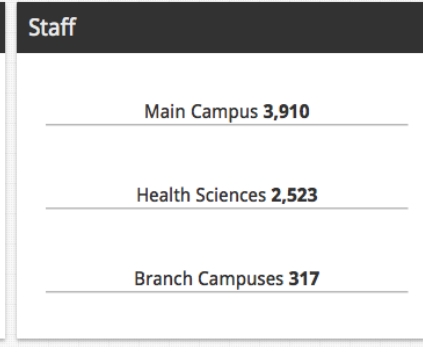 Staff
Main Campus 3,910
Health Sciences 2,523
Branch Campuses 317